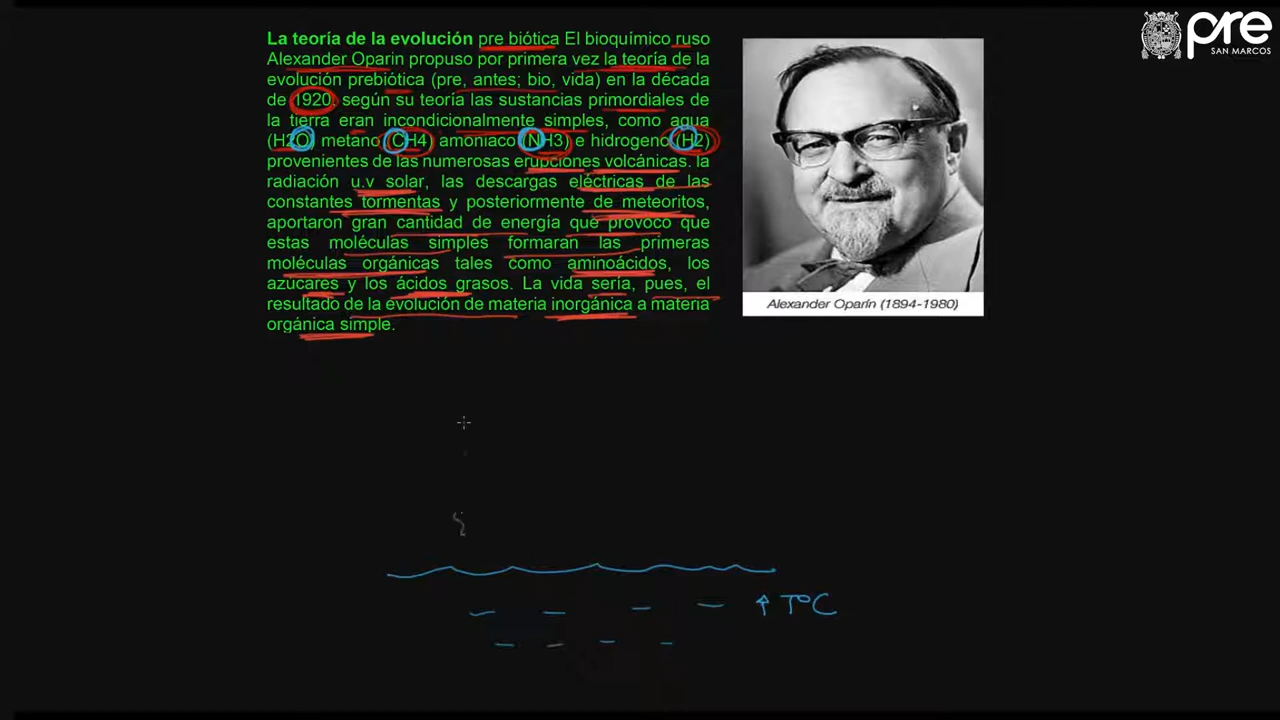 pre
SAN MARCOS
La teoría de la evolución pre biótica El bioquímico ruso
Alexander Oparin propuso por primera vez la teoría de la
evolución prebiótica (pre, antes; bio, vida) en la década
de 1920. según su teoría las sustancias primordiales de
la tierra eran incondicionalmente simples, como agua
(H2O) metano (CH4) amoniaco (NH3) e hidrogeno (H2)
provenientes de las numerosas erupciones volcánicas. la
radiación u.v solar, las descargas eléctricas de las
constantes tormentas y posteriormente de meteoritos,
aportaron gran cantidad de energía que provoco que
estas moléculas simples formaran las primeras
moléculas orgánicas tales como aminoácidos, los
azúcares y los ácidos grasos. La vida sería, pues, el
resultado de la evolución de materia inorgánica a materia
orgánica simple.
Alexander Oparín (1894-1980)
↑ T°C